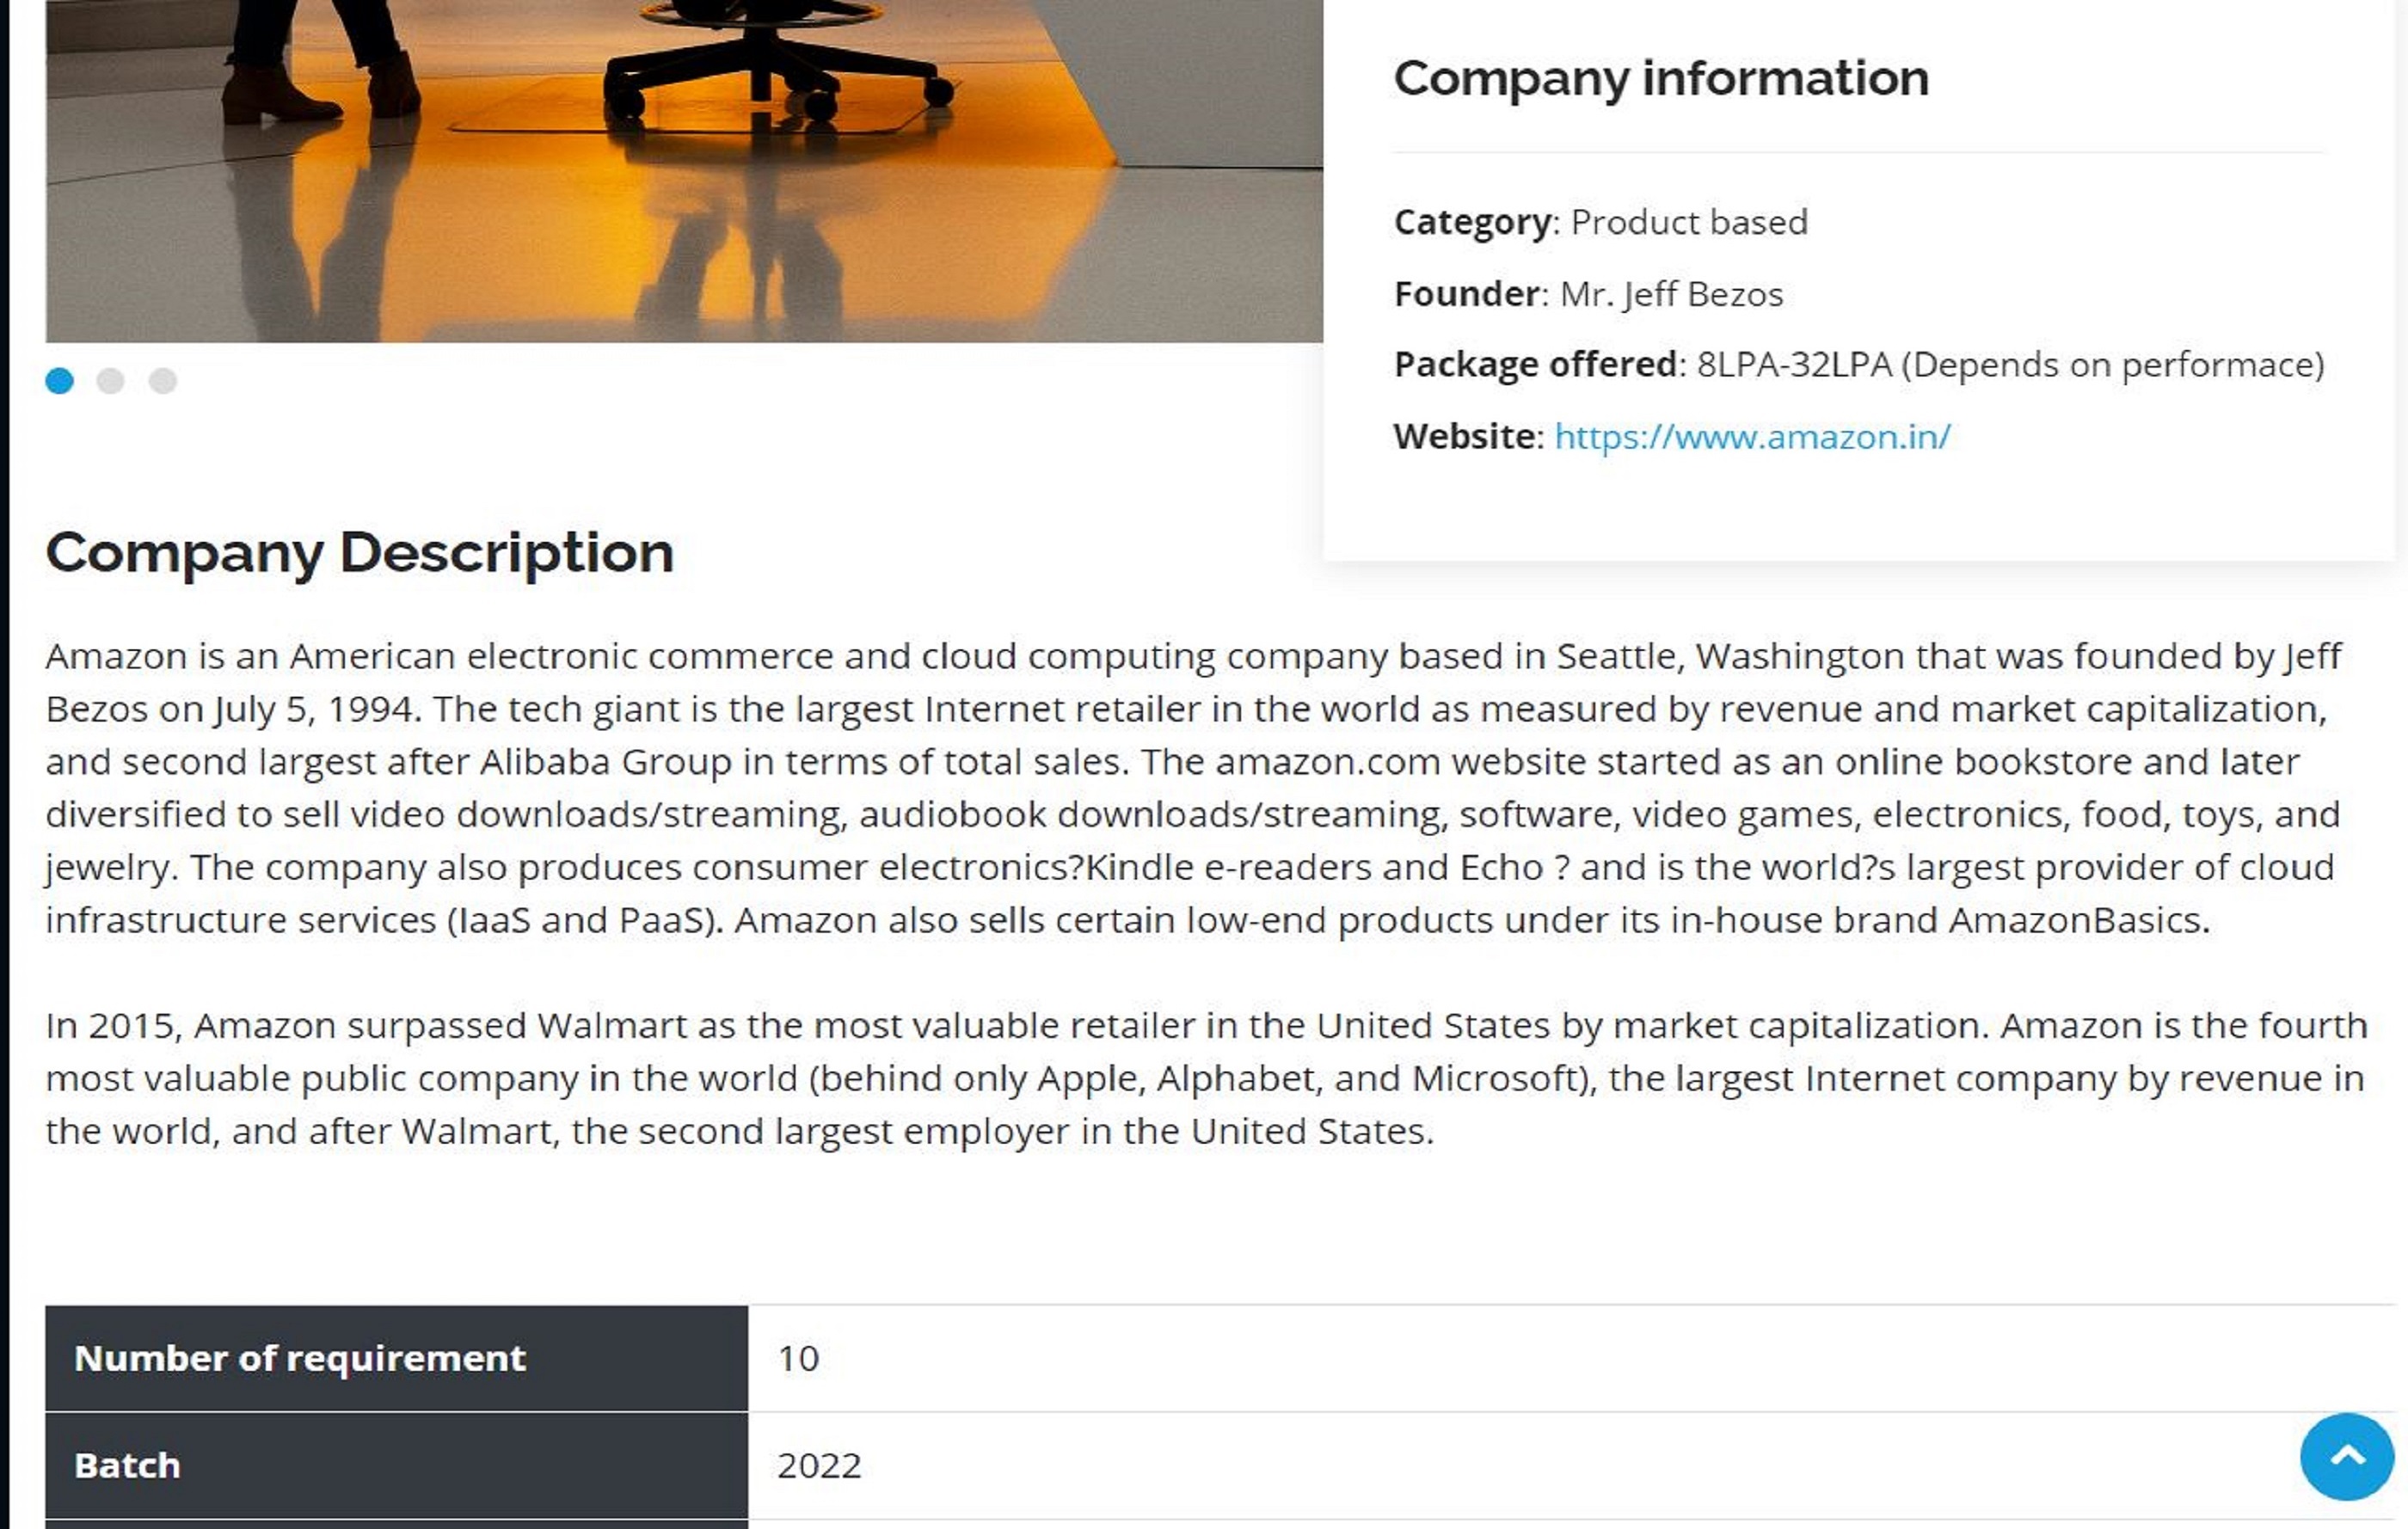 Company information
Category: Product based
Founder: Mr. Jeff Bezos
Package offered: 8LPA-32LPA (Depends on performace)
Website: https://www.amazon.in/
Company Description
Amazon is an American electronic commerce and cloud computing company based in Seattle, Washington that was founded by Jeff
Bezos on July 5, 1994. The tech giant is the largest Internet retailer in the world as measured by revenue and market capitalization,
and second largest after Alibaba Group in terms of total sales. The amazon.com website started as an online bookstore and later
diversified to sell video downloads/streaming, audiobook downloads/streaming, software, video games, electronics, food, toys, and
jewelry. The company also produces consumer electronics?Kindle e-readers and Echo ? and is the world?s largest provider of cloud
infrastructure services (IaaS and PaaS). Amazon also sells certain low-end products under its in-house brand AmazonBasics.
In 2015, Amazon surpassed Walmart as the most valuable retailer in the United States by market capitalization. Amazon is the fourth
most valuable public company in the world (behind only Apple, Alphabet, and Microsoft), the largest Internet company by revenue in
the world, and after Walmart, the second largest employer in the United States.
Number of requirement 10
Batch 2022